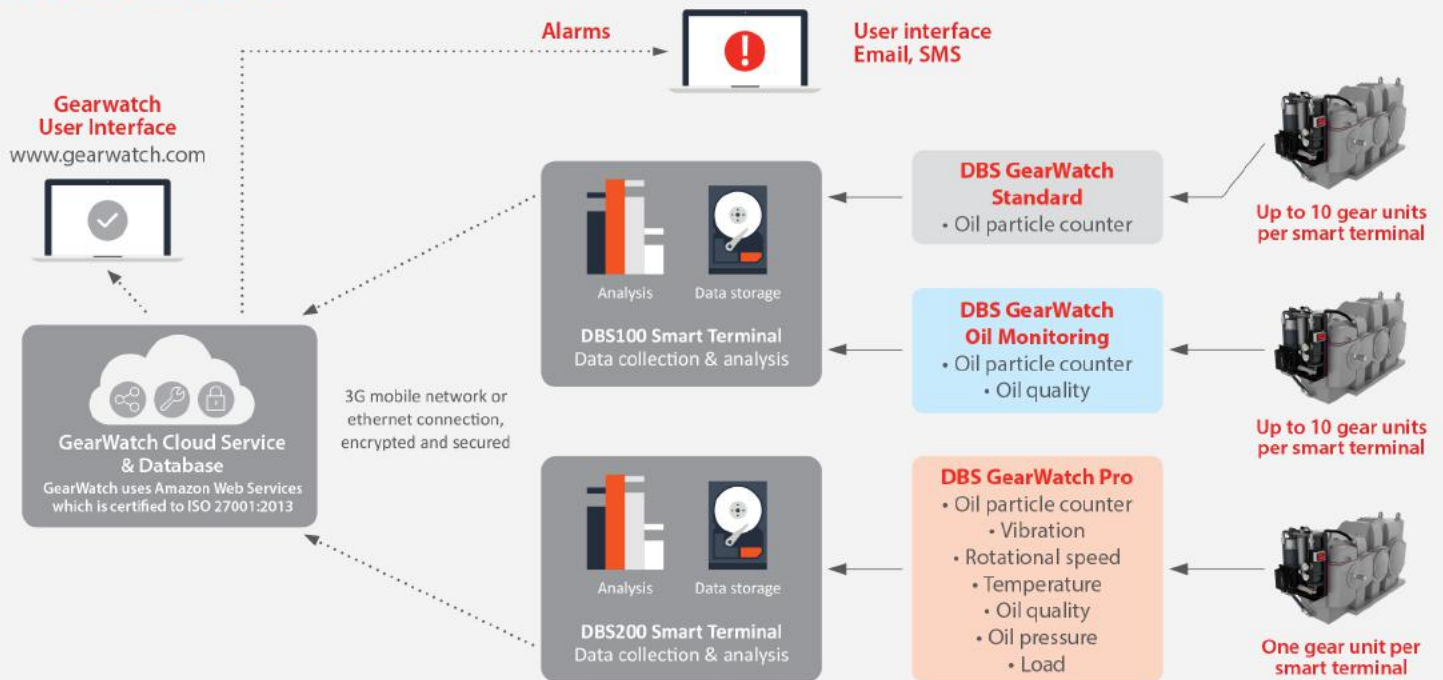 Alarms
User interface
Email, SMS
Gearwatch
User Interface
www.gearwatch.com
DBS GearWatch
Standard
• Oil particle counter
Up to 10 gear units
per smart terminal
Analysis
Data storage
DBS100 Smart Terminal
Data collection & analysis
DBS GearWatch
Oil Monitoring
• Oil particle counter
• Oil quality
Up to 10 gear units
per smart terminal
3G mobile network or
ethernet connection,
encrypted and secured
GearWatch Cloud Service
& Database
GearWatch uses Amazon Web Services
which is certified to ISO 27001:2013
Analysis
Data storage
DBS200 Smart Terminal
Data collection & analysis
DBS GearWatch Pro
• Oil particle counter
• Vibration
• Rotational speed
• Temperature
• Oil quality
• Oil pressure
• Load
One gear unit per
smart terminal